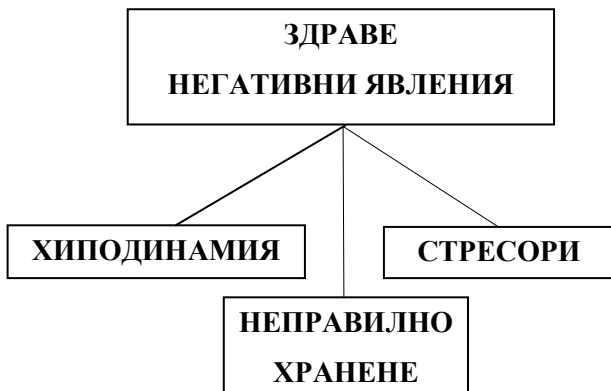 ЗДРАВЕ
НЕГАТИВНИ ЯВЛЕНИЯ
ХИПОДИНАМИЯ
СТРЕСОРИ
НЕПРАВИЛНО
ХРАНЕНЕ